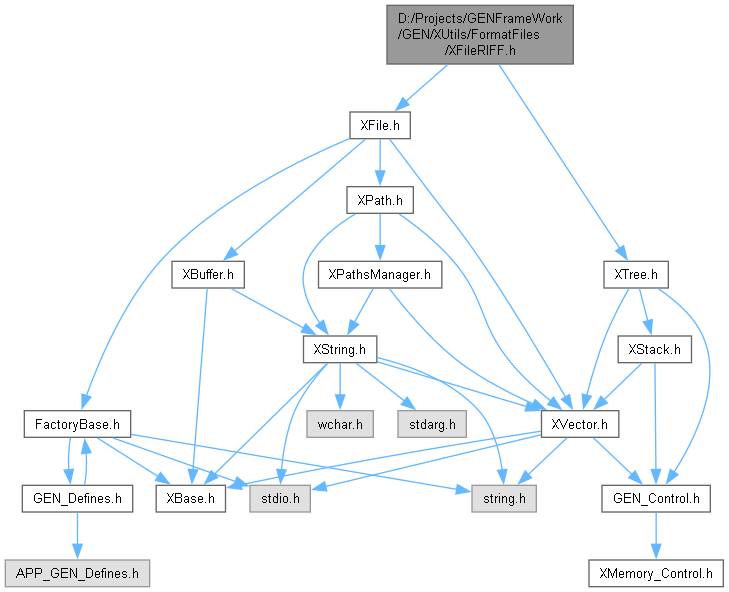 D:/Projects/GENFrameWork
/GEN/XUtils/FormatFiles
/XFileRIFF.h
XFile.h
XPath.h
XBuffer.h
XPathsManager.h
XTree.h
XString.h
XStack.h
FactoryBase.h
wchar.h
stdarg.h
XVector.h
GEN_Defines.h
XBase.h
stdio.h
string.h
GEN_Control.h
APP_GEN_Defines.h
XMemory_Control.h